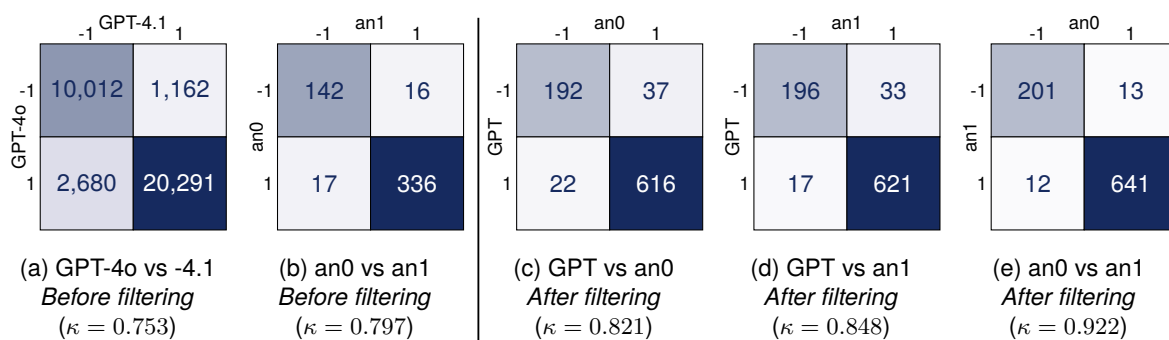 GPT-4.1
-1 1
GPT-4o
-1 10,012 1,162
1 2,680 20,291
(a) GPT-4o vs -4.1
Before filtering
(κ = 0.753)
an1
-1 1
an0
-1 142 16
1 17 336
(b) an0 vs an1
Before filtering
(κ = 0.797)
an0
-1 1
GPT
-1 192 37
1 22 616
(c) GPT vs an0
After filtering
(κ = 0.821)
an1
-1 1
GPT
-1 196 33
1 17 621
(d) GPT vs an1
After filtering
(κ = 0.848)
an0
-1 1
an1
-1 201 13
1 12 641
(e) an0 vs an1
After filtering
(κ = 0.922)